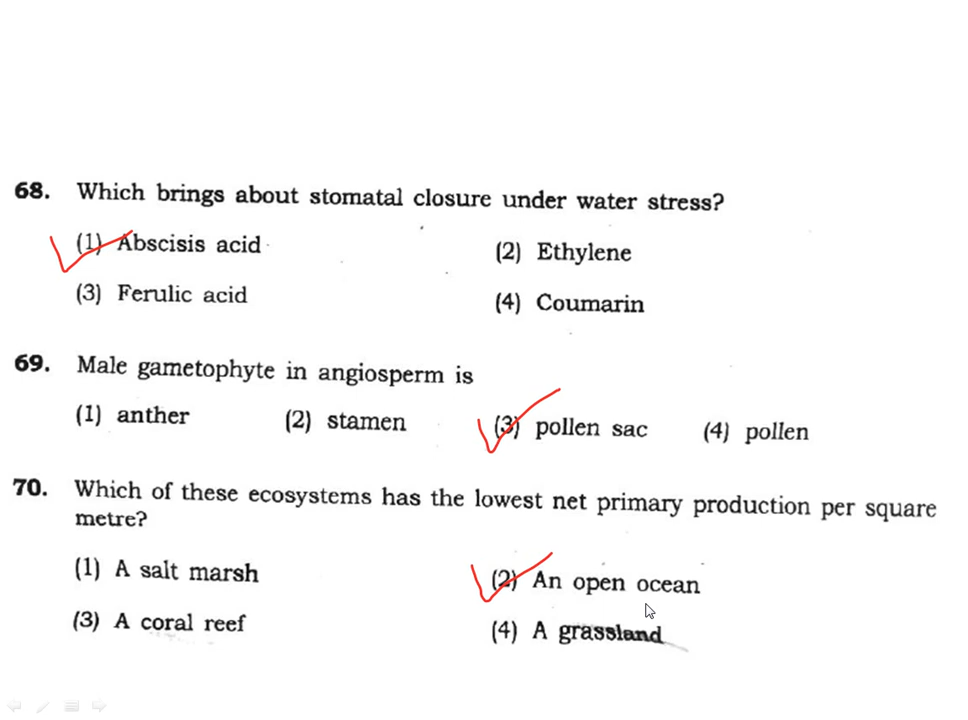 68. Which brings about stomatal closure under water stress?
(1) Abscisis acid (2) Ethylene
(3) Ferulic acid (4) Coumarin
69. Male gametophyte in angiosperm is
(1) anther (2) stamen (3) pollen sac (4) pollen
70. Which of these ecosystems has the lowest net primary production per square
metre?
(1) A salt marsh (2) An open ocean
(3) A coral reef (4) A grassland